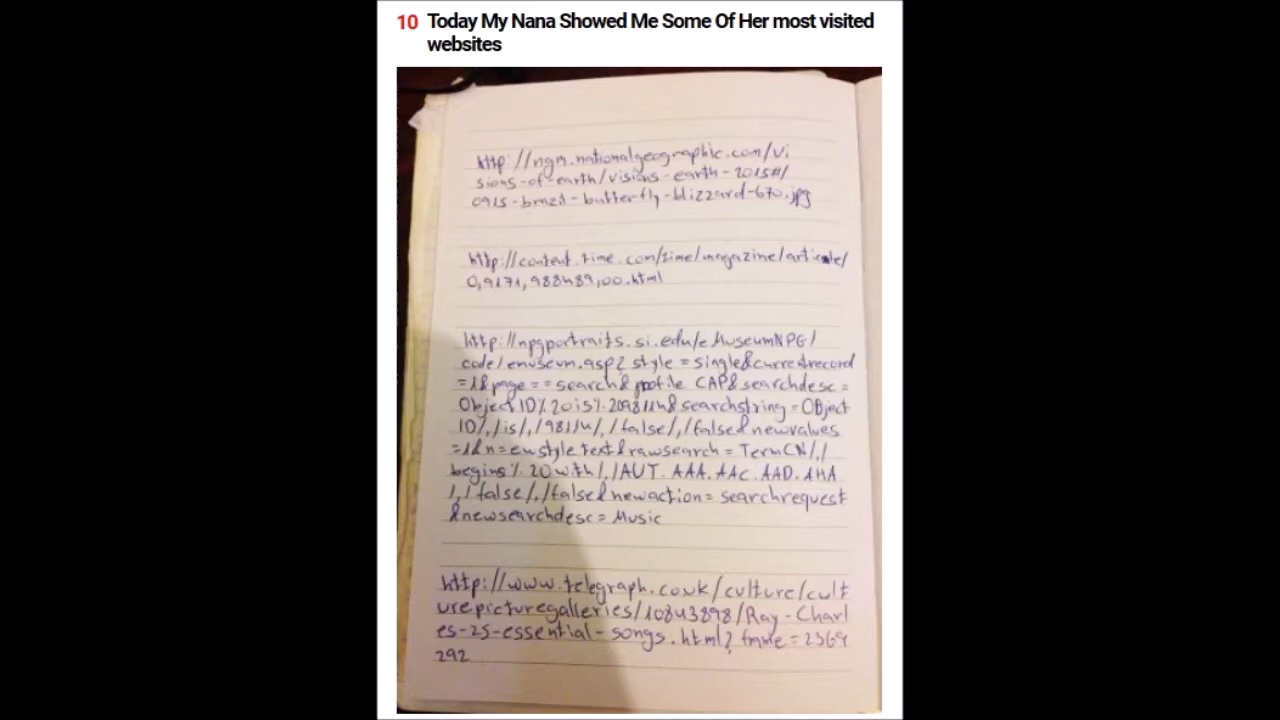 10 Today My Nana Showed Me Some Of Her most visited
websites
http://ngm.nationalgeographic.com/vi
sions-of-earth/visions-earth-2015#/
0915-brazil-butterfly-blizzard-670.jpg
http://content.time.com/time/magazine/article/
0,9171,988489,00.html
http://npgportraits.si.edu/eMuseumNPG/
code/emuseum.asp?style=single&currentrecord
=1&page==search&profile CAP&searchdesc=
Object ID%20is%2098114&searchstring=Object
ID/,/is/,/98114/,/false/,/false&newvalues
=1&n=ewstyle text&rawsearch=TermCN/,/
begins%20with/,/AUT.AAA.AAC.AAD.AHA
/,/false/,/false&newaction=searchrequest
&newsearchdesc=Music
http://www.telegraph.co.uk/culture/cult
urepicturegalleries/10843898/Ray-Charl
es-25-essential-songs.html?frame=2369
292